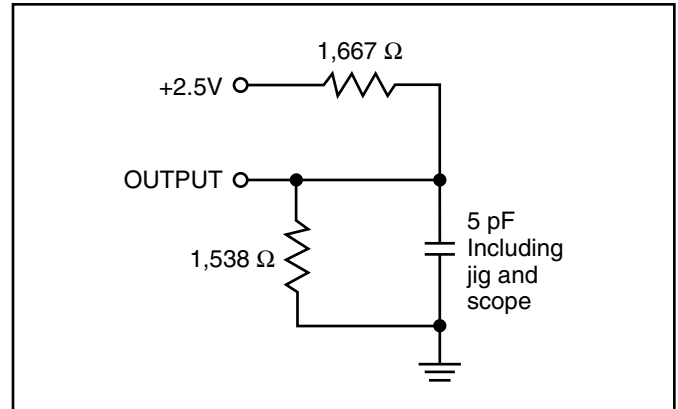 1,667 Ω
+2.5V
OUTPUT
1,538 Ω
5 pF
Including
jig and
scope